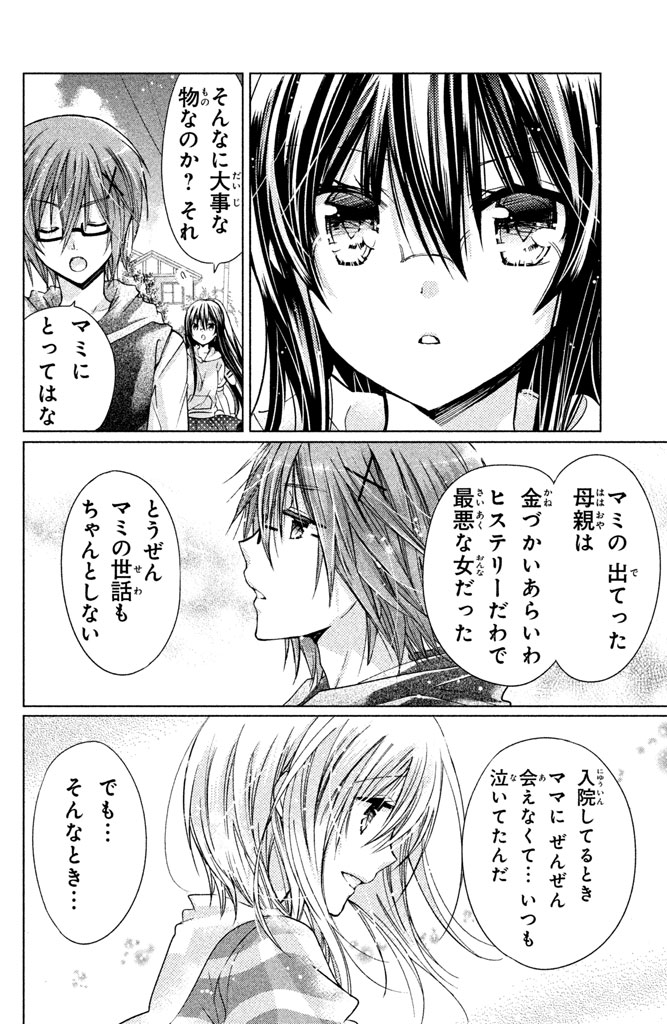 そんなに大事な
物なのか？ それ
マミに
とってはな
マミの 出てった
母親は
金づかいあらいわ
ヒステリーだわで
最悪な女だった
とうぜん
マミの世話も
ちゃんとしない
入院してるとき
ママに ぜんぜん
会えなくて… いつも
泣いてたんだ
でも…
そんなとき…